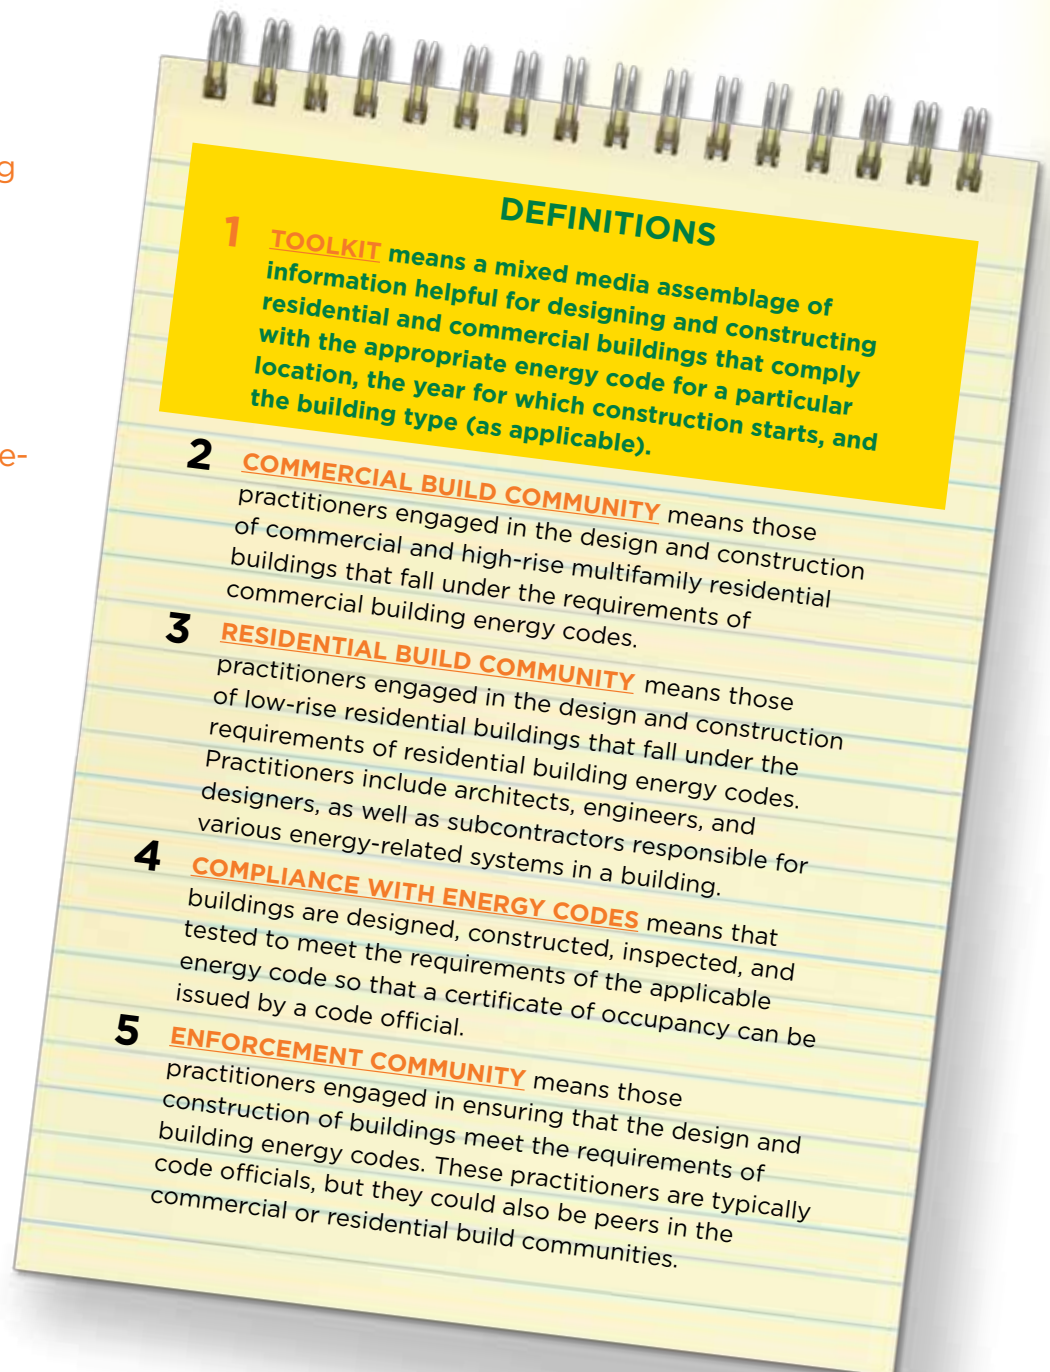 g
e-
DEFINITIONS
1 TOOLKIT means a mixed media assemblage of
information helpful for designing and constructing
residential and commercial buildings that comply
with the appropriate energy code for a particular
location, the year for which construction starts, and
the building type (as applicable).
2 COMMERCIAL BUILD COMMUNITY means those
practitioners engaged in the design and construction
of commercial and high-rise multifamily residential
buildings that fall under the requirements of
commercial building energy codes.
3 RESIDENTIAL BUILD COMMUNITY means those
practitioners engaged in the design and construction
of low-rise residential buildings that fall under the
requirements of residential building energy codes.
Practitioners include architects, engineers, and
designers, as well as subcontractors responsible for
various energy-related systems in a building.
4 COMPLIANCE WITH ENERGY CODES means that
buildings are designed, constructed, inspected, and
tested to meet the requirements of the applicable
energy code so that a certificate of occupancy can be
issued by a code official.
5 ENFORCEMENT COMMUNITY means those
practitioners engaged in ensuring that the design and
construction of buildings meet the requirements of
building energy codes. These practitioners are typically
code officials, but they could also be peers in the
commercial or residential build communities.